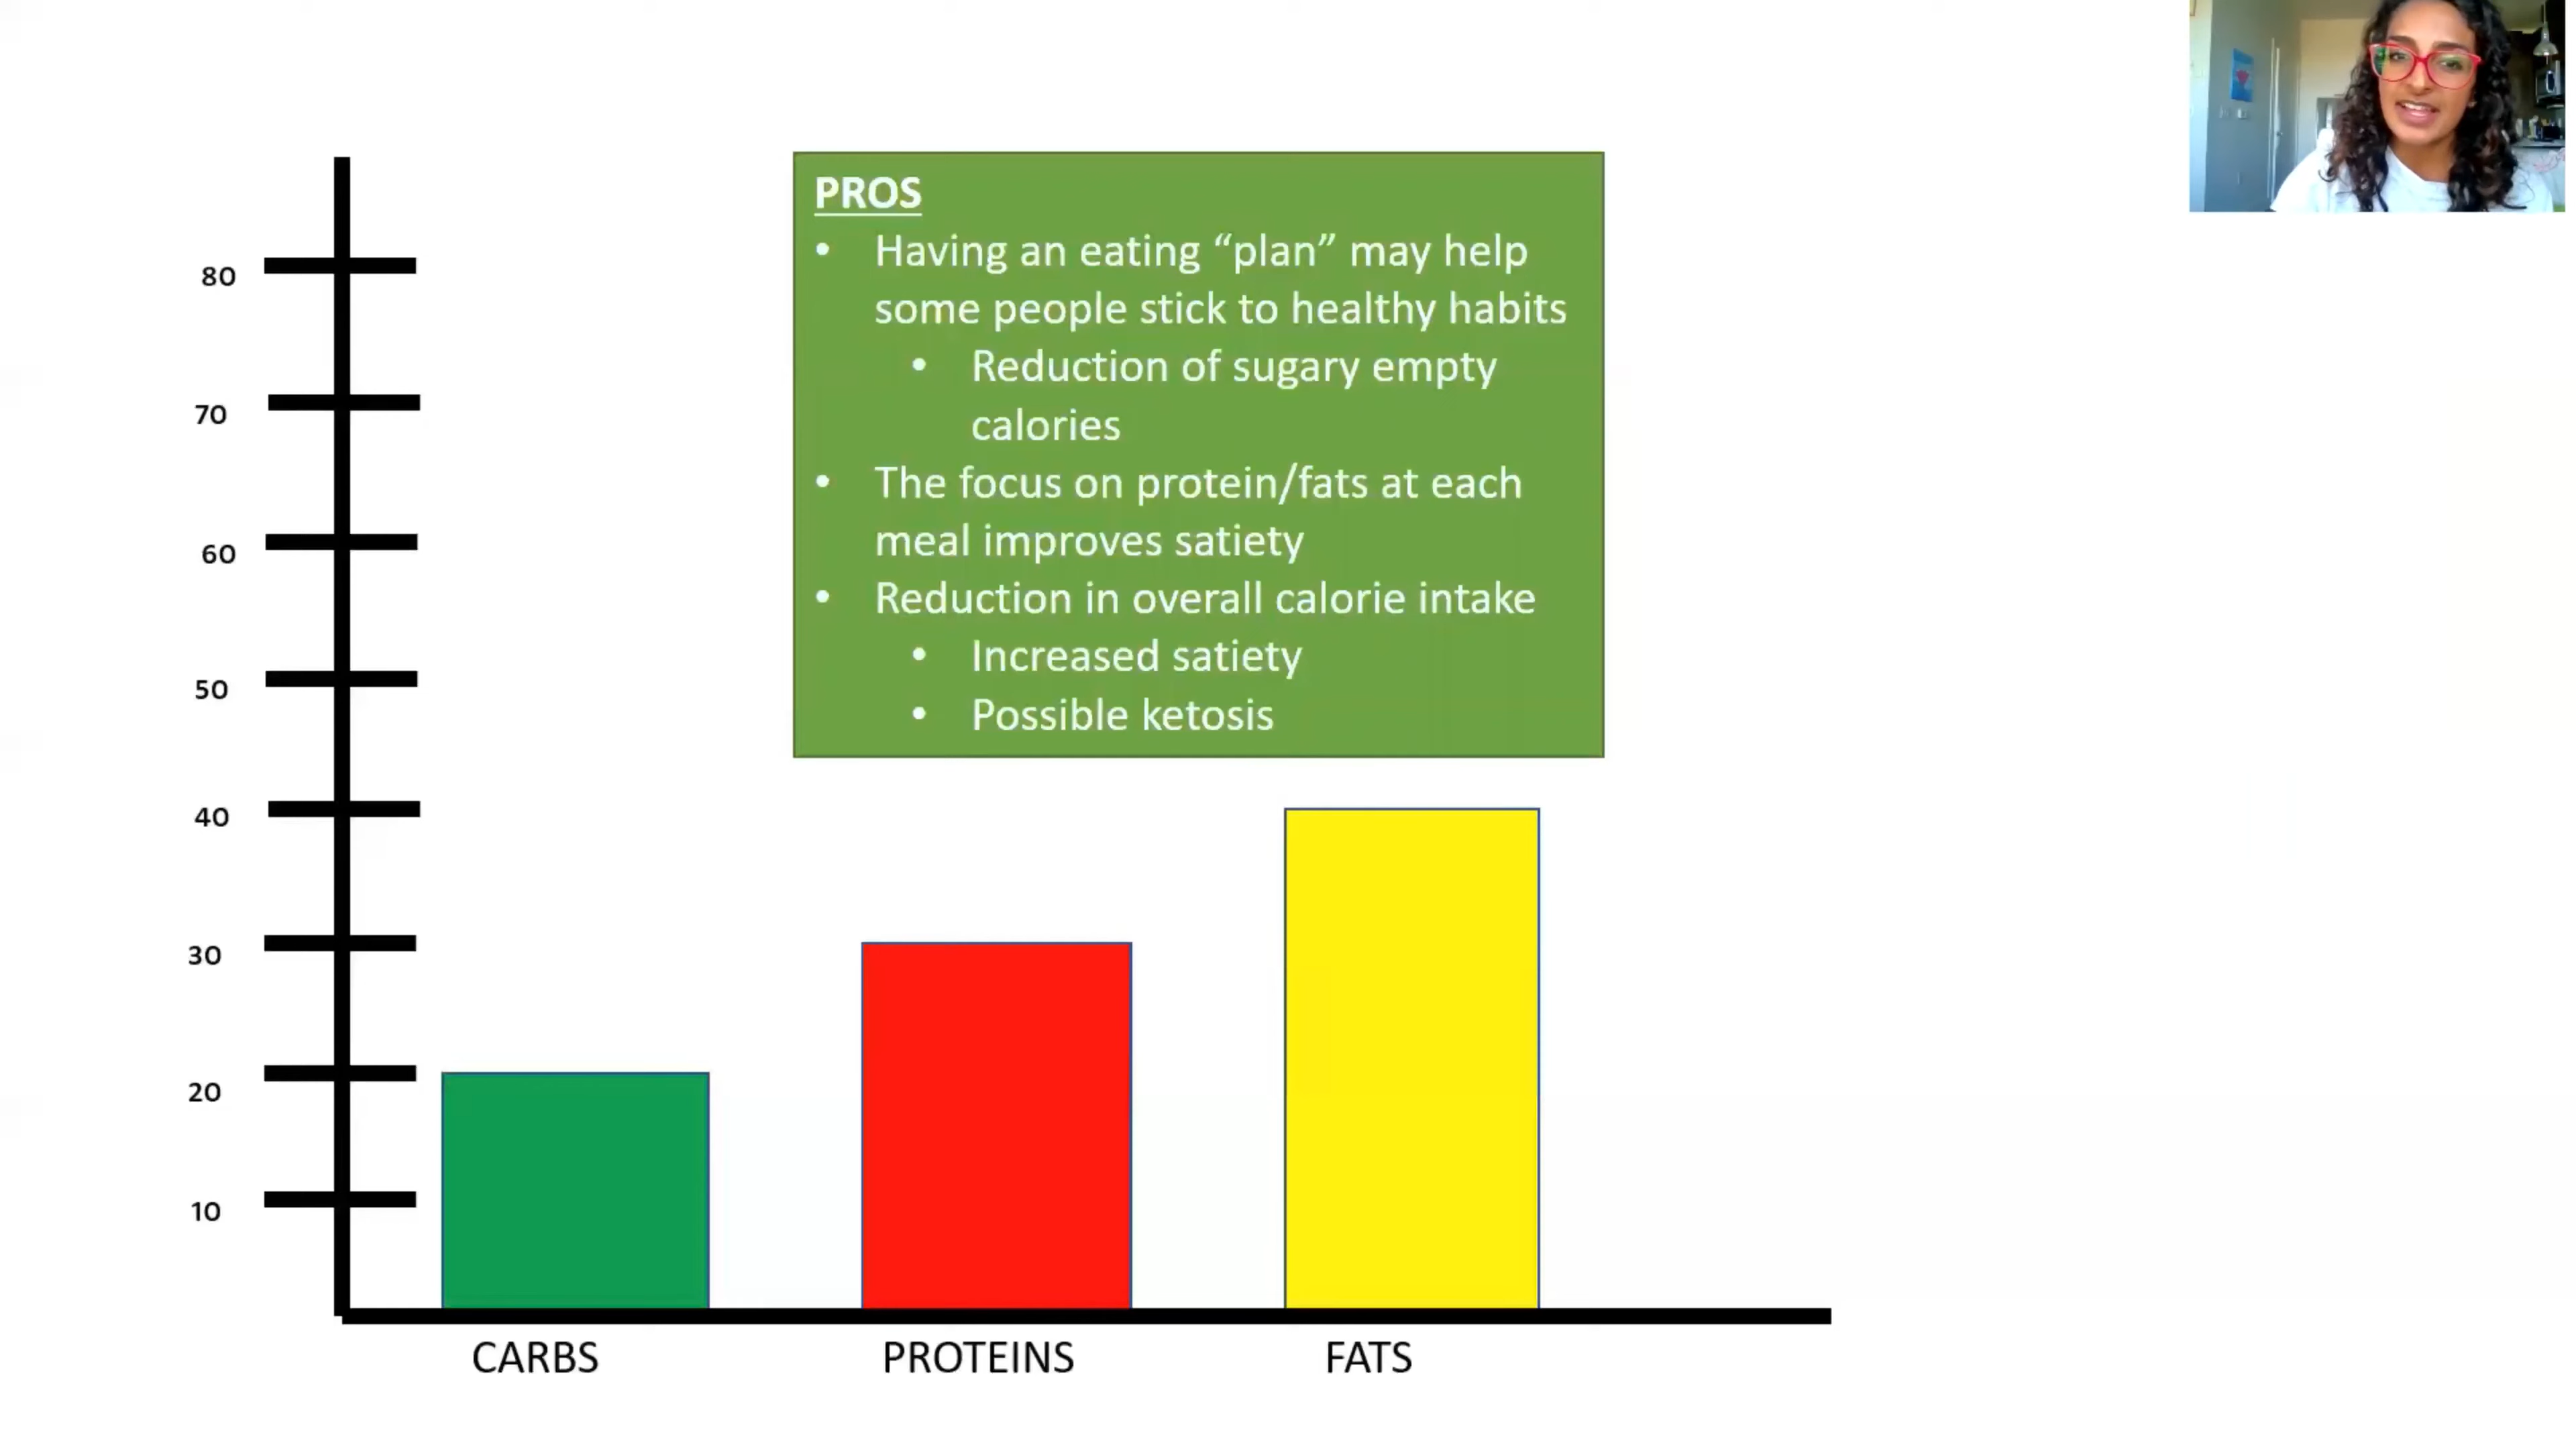 PROS
• Having an eating “plan” may help
some people stick to healthy habits
• Reduction of sugary empty
calories
• The focus on protein/fats at each
meal improves satiety
• Reduction in overall calorie intake
• Increased satiety
• Possible ketosis
80
70
60
50
40
30
20
10
CARBS PROTEINS FATS